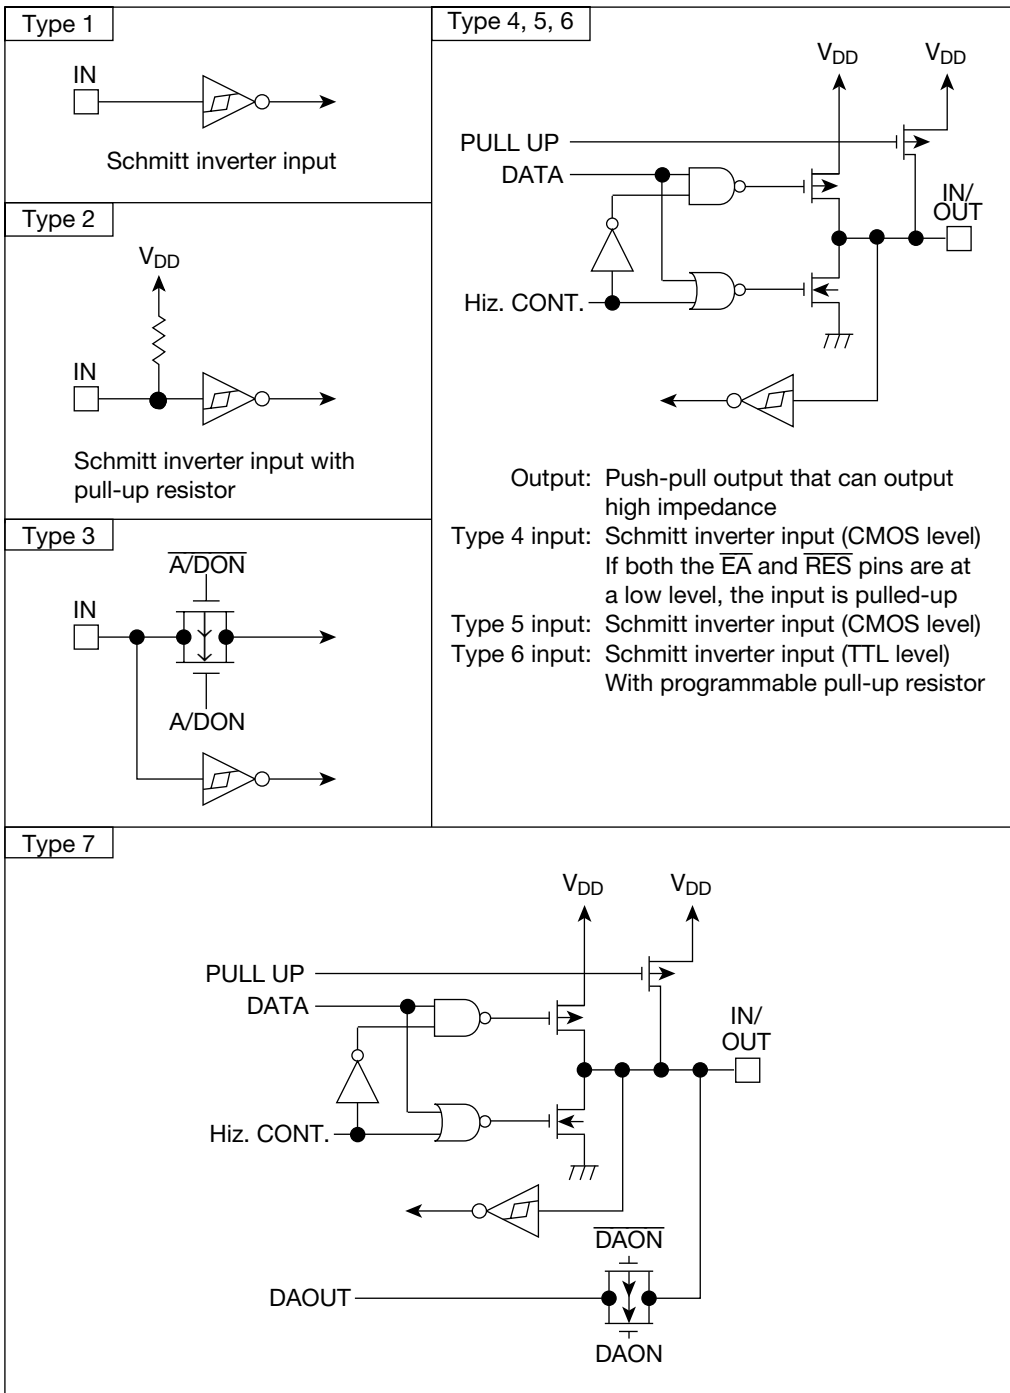 Type 1
IN
Schmitt inverter input
Type 2
VDD
IN
Schmitt inverter input with
pull-up resistor
Type 3
A/DON
IN
A/DON
Type 4, 5, 6
VDD VDD
PULL UP
DATA
IN/
OUT
Hiz. CONT.
Output: Push-pull output that can output
high impedance
Type 4 input: Schmitt inverter input (CMOS level)
If both the EA and RES pins are at
a low level, the input is pulled-up
Type 5 input: Schmitt inverter input (CMOS level)
Type 6 input: Schmitt inverter input (TTL level)
With programmable pull-up resistor
Type 7
VDD VDD
PULL UP
DATA
IN/
OUT
Hiz. CONT.
DAON
DAOUT
DAON